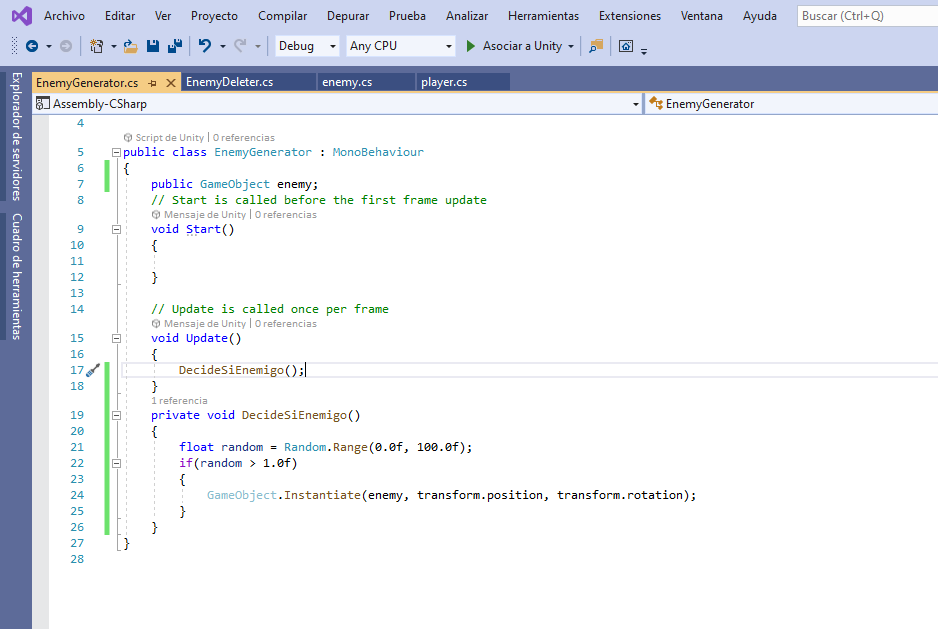 Archivo Editar Ver Proyecto Compilar Depurar Prueba Analizar Herramientas Extensiones Ventana Ayuda Buscar (Ctrl+Q)
Debug Any CPU Asociar a Unity
EnemyGenerator.cs EnemyDeleter.cs enemy.cs player.cs
Assembly-CSharp EnemyGenerator
Explorador de servidores
Cuadro de herramientas
4
Script de Unity | 0 referencias
5 public class EnemyGenerator : MonoBehaviour
6 {
7 public GameObject enemy;
8 // Start is called before the first frame update
Mensaje de Unity | 0 referencias
9 void Start()
10 {
11
12 }
13
14 // Update is called once per frame
Mensaje de Unity | 0 referencias
15 void Update()
16 {
17 DecideSiEnemigo();
18 }
1 referencia
19 private void DecideSiEnemigo()
20 {
21 float random = Random.Range(0.0f, 100.0f);
22 if(random > 1.0f)
23 {
24 GameObject.Instantiate(enemy, transform.position, transform.rotation);
25 }
26 }
27 }
28